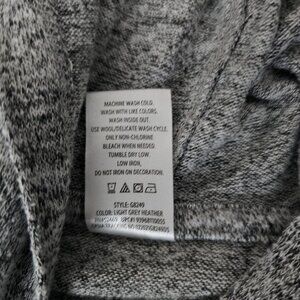 MACHINE WASH COLD.
WASH WITH LIKE COLORS.
WASH INSIDE OUT.
USE WOOL/DELICATE WASH CYCLE.
ONLY NON-CHLORINE
BLEACH WHEN NEEDED.
TUMBLE DRY LOW.
LOW IRON,
DO NOT IRON ON DECORATION.
STYLE: G8249
COLOR: LIGHT GREY HEATHER